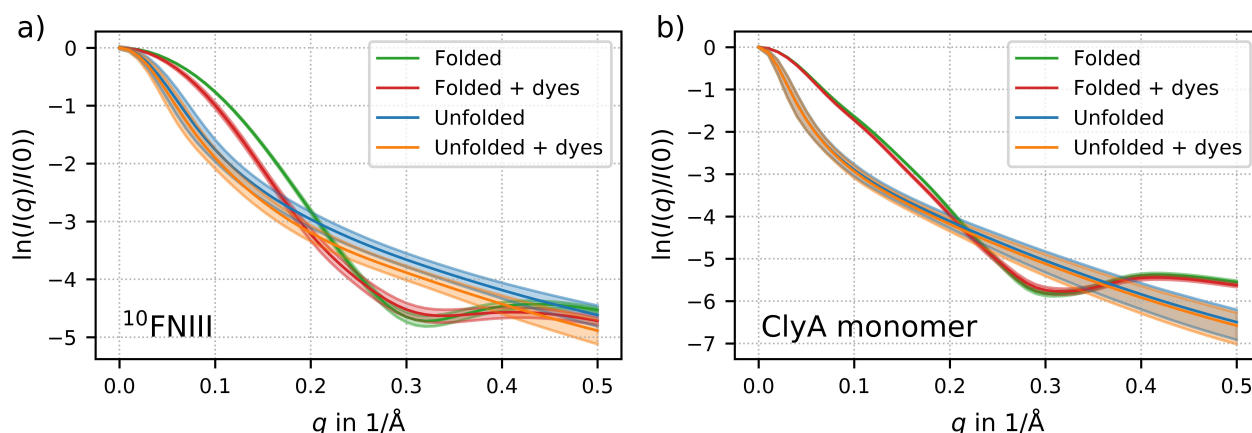 a)
ln(I(q)/I(0))
0
−1
−2
−3
−4
−5
Folded
Folded + dyes
Unfolded
Unfolded + dyes
¹⁰FNIII
0.0 0.1 0.2 0.3 0.4 0.5
q in 1/Å
b)
ln(I(q)/I(0))
0
−1
−2
−3
−4
−5
−6
−7
Folded
Folded + dyes
Unfolded
Unfolded + dyes
ClyA monomer
0.0 0.1 0.2 0.3 0.4 0.5
q in 1/Å